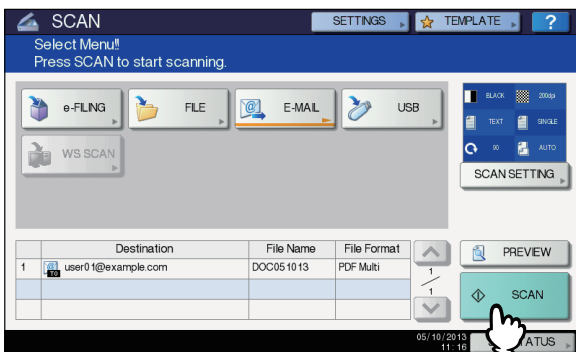 SCAN
SETTINGS
TEMPLATE
?
Select Menu!!
Press SCAN to start scanning.
e-FILING
FILE
E-MAIL
USB
WS SCAN
BLACK
200dpi
TEXT
SINGLE
90
AUTO
SCAN SETTING
Destination File Name File Format
1 TO user01@example.com DOC051013 PDF Multi
1
1
PREVIEW
SCAN
05/10/2013
11:16
ATUS